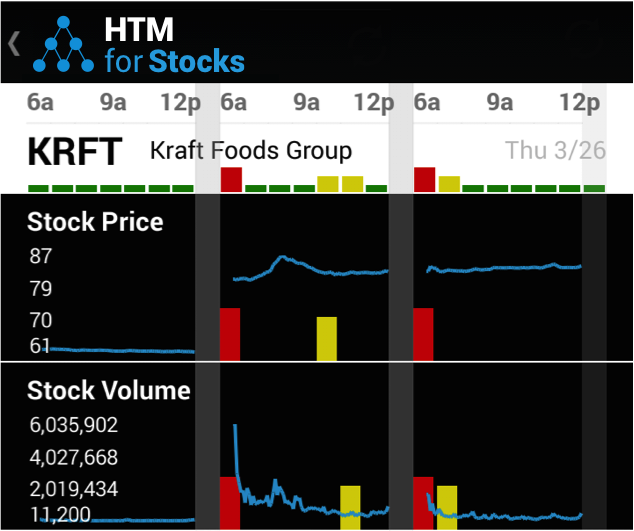 HTM
for Stocks
6a 9a 12p 6a 9a 12p 6a 9a 12p
KRFT Kraft Foods Group Thu 3/26
Stock Price
87
79
70
61
Stock Volume
6,035,902
4,027,668
2,019,434
11,200